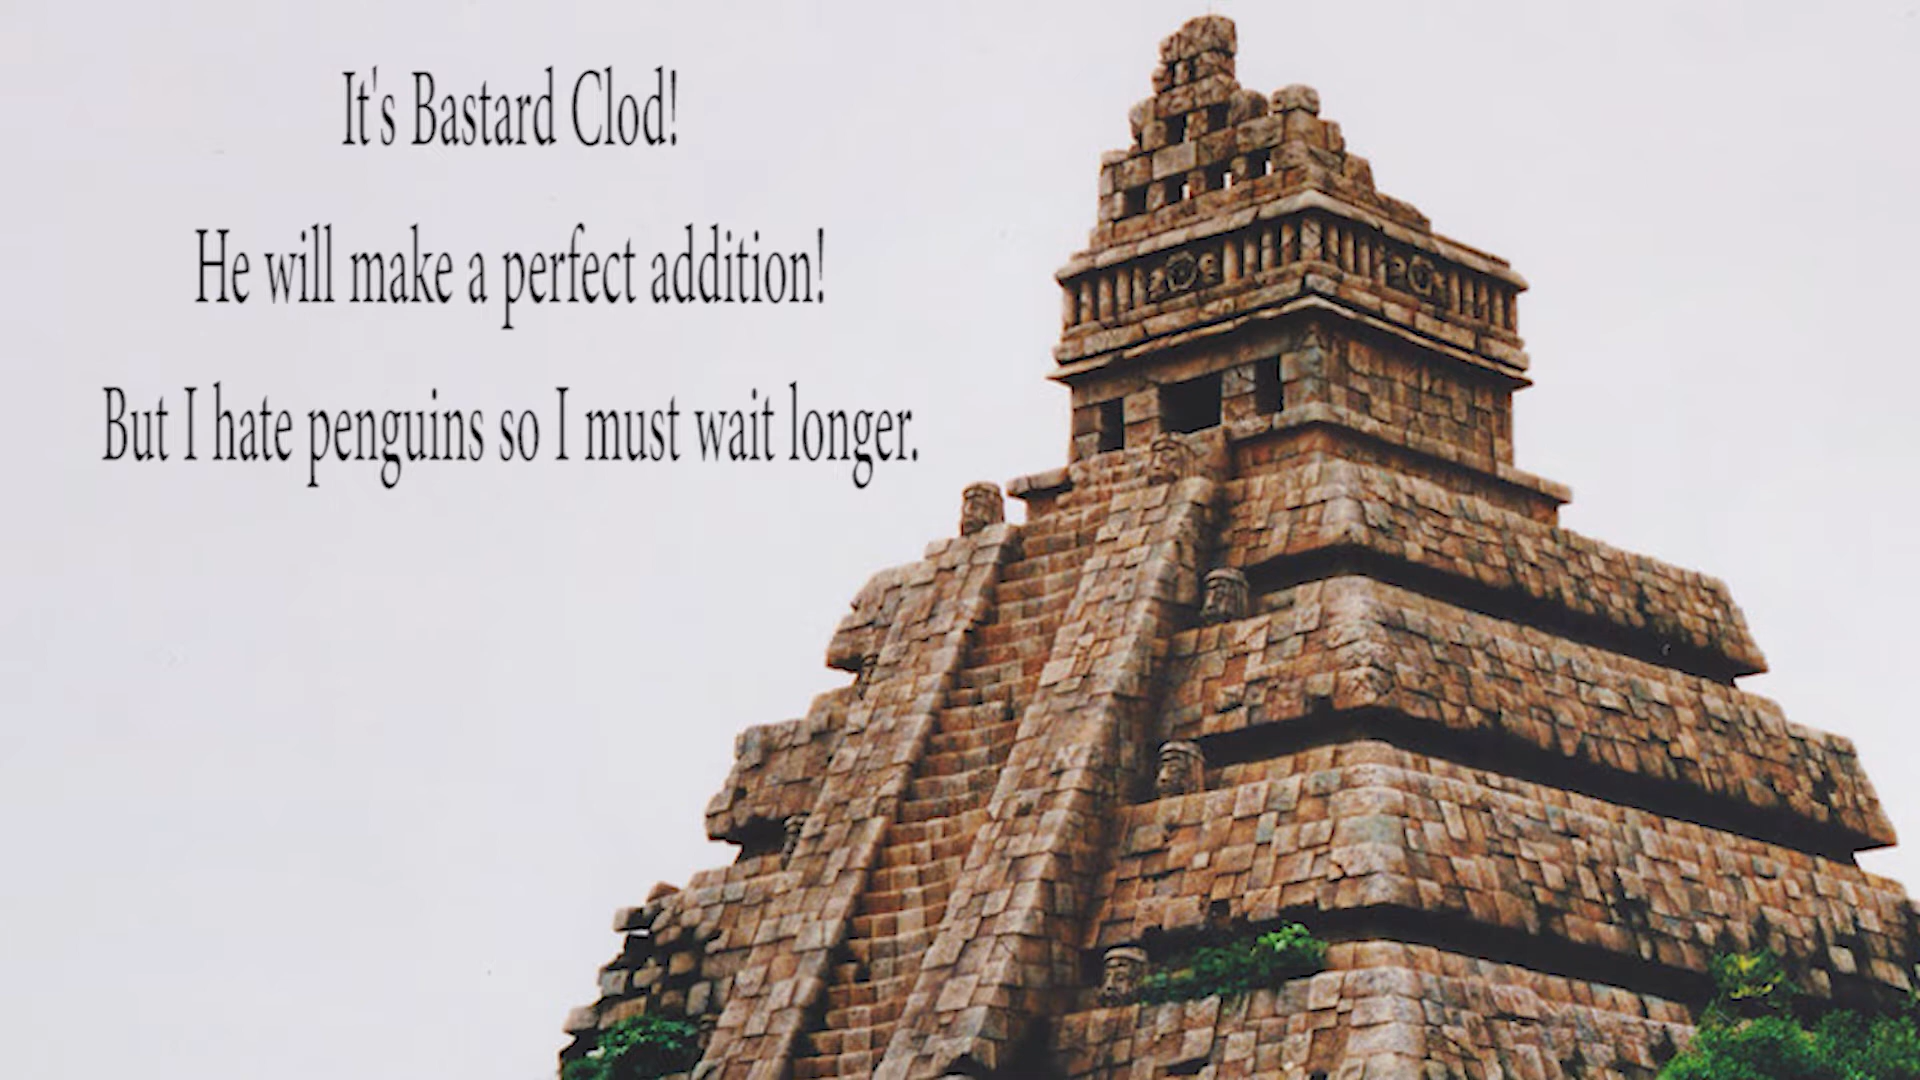 It's Bastard Clod!
He will make a perfect addition!
But I hate penguins so I must wait longer.